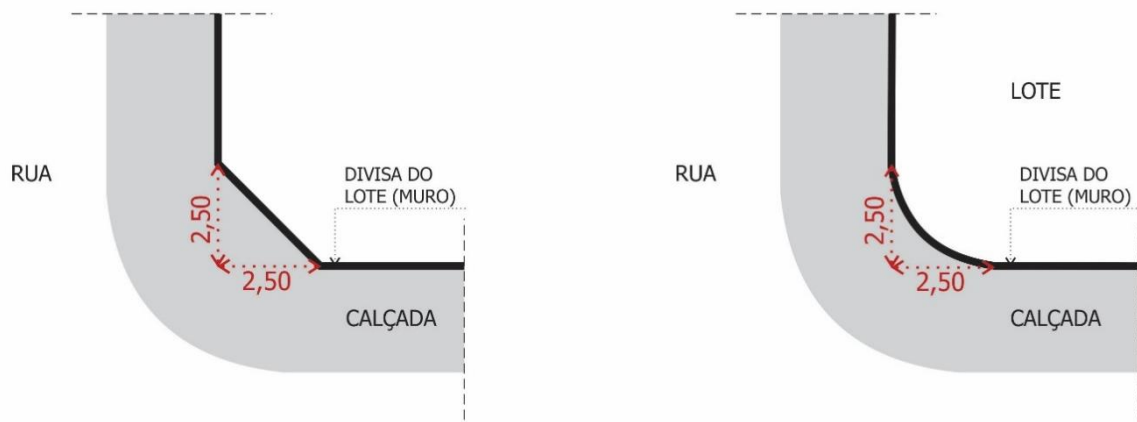 RUA
DIVISA DO
LOTE (MURO)
2,50
2,50
CALÇADA
LOTE
RUA
DIVISA DO
LOTE (MURO)
2,50
2,50
CALÇADA